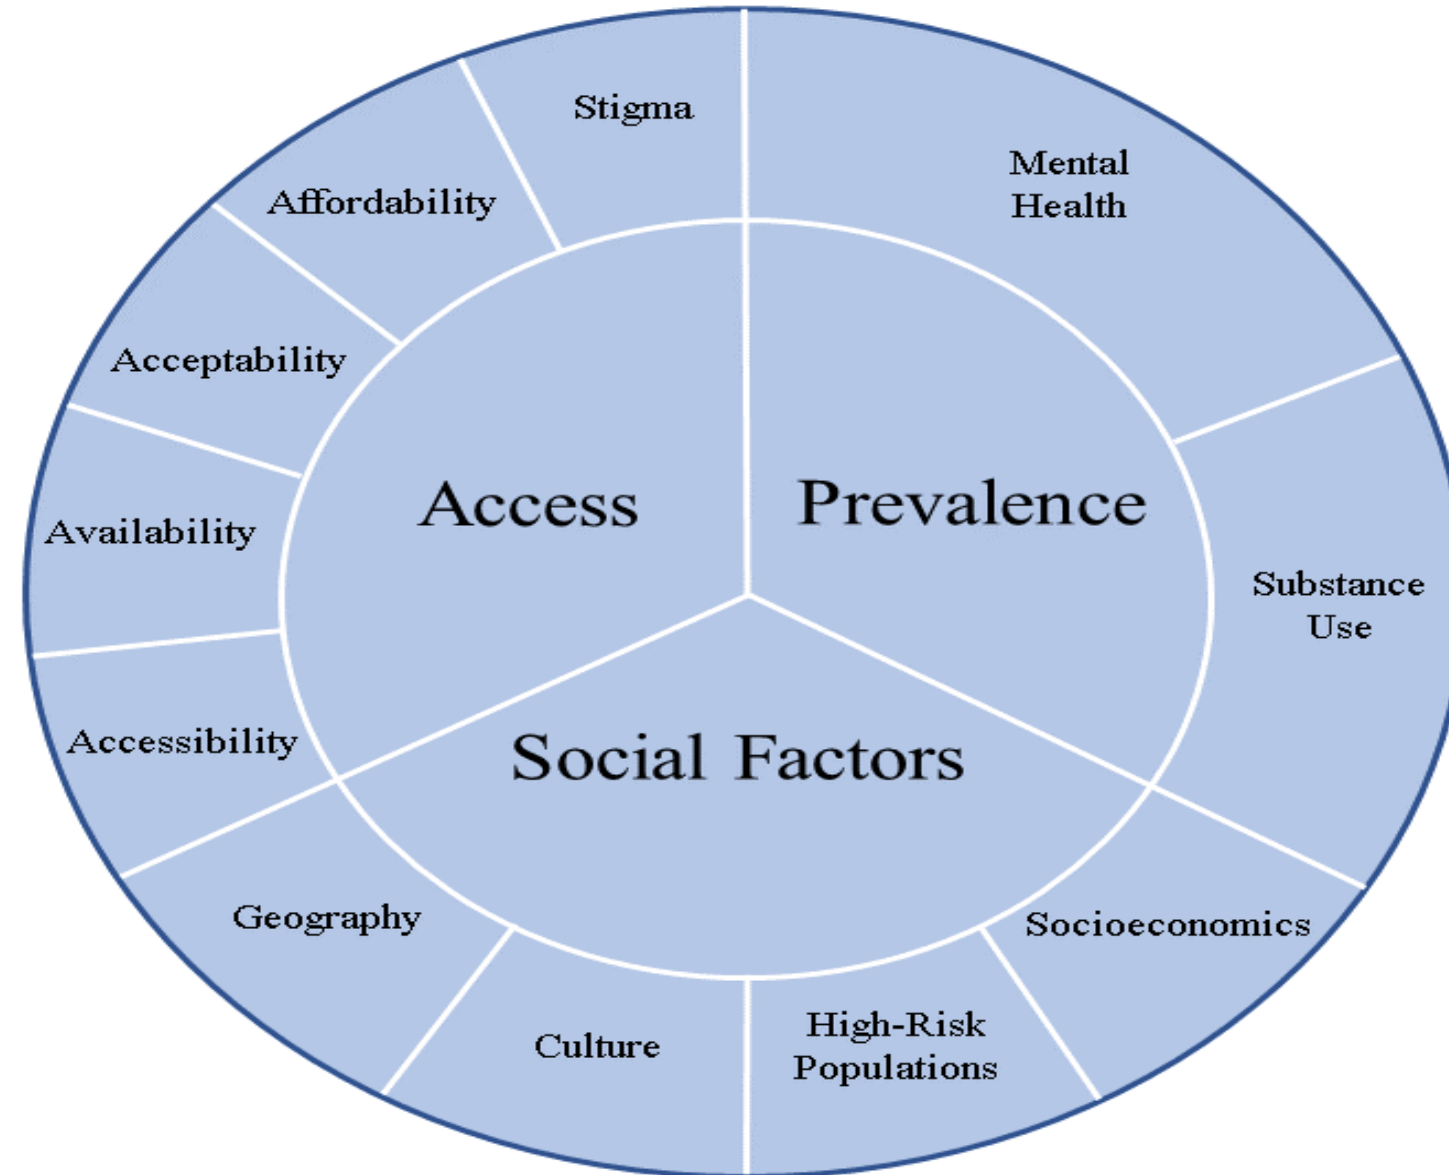 Stigma
Mental
Health
Affordability
Acceptability
Access
Prevalence
Availability
Substance
Use
Accessibility
Social Factors
Geography
Socioeconomics
Culture
High-Risk
Populations